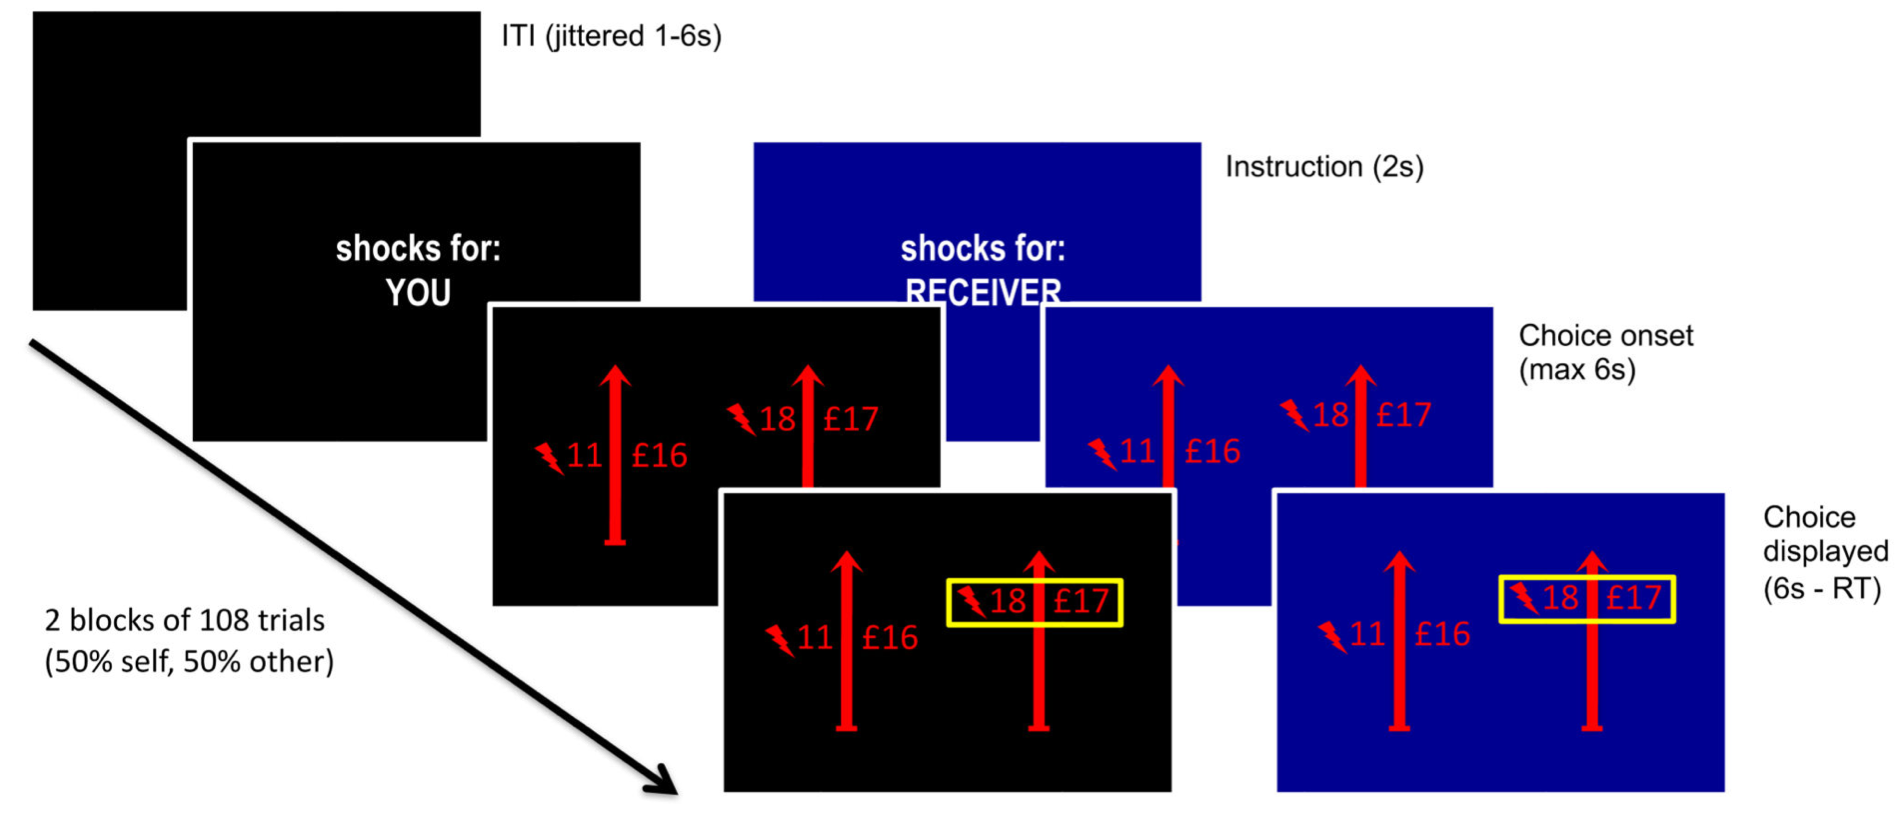 ITI (jittered 1-6s)
shocks for:
YOU
shocks for:
RECEIVER
Instruction (2s)
11 £16
18 £17
11 £16
18 £17
Choice onset
(max 6s)
11 £16
18 £17
11 £16
18 £17
Choice
displayed
(6s - RT)
2 blocks of 108 trials
(50% self, 50% other)